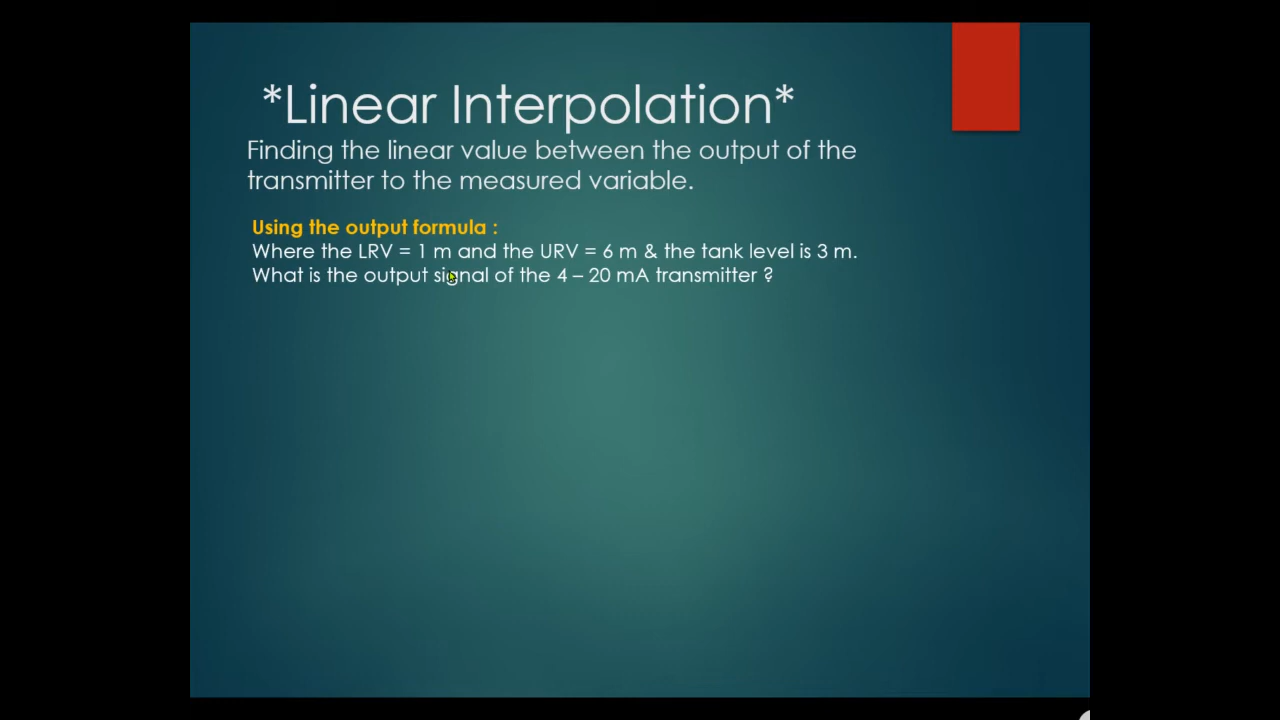 *Linear Interpolation*
Finding the linear value between the output of the
transmitter to the measured variable.
Using the output formula :
Where the LRV = 1 m and the URV = 6 m & the tank level is 3 m.
What is the output signal of the 4 – 20 mA transmitter ?